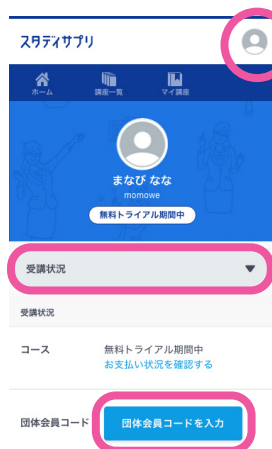 スタディサプリ
ホーム
講座一覧
マイ講座
まなび なな
momowe
無料トライアル期間中
受講状況
受講状況
コース
無料トライアル期間中
お支払い状況を確認する
団体会員コード
団体会員コードを入力